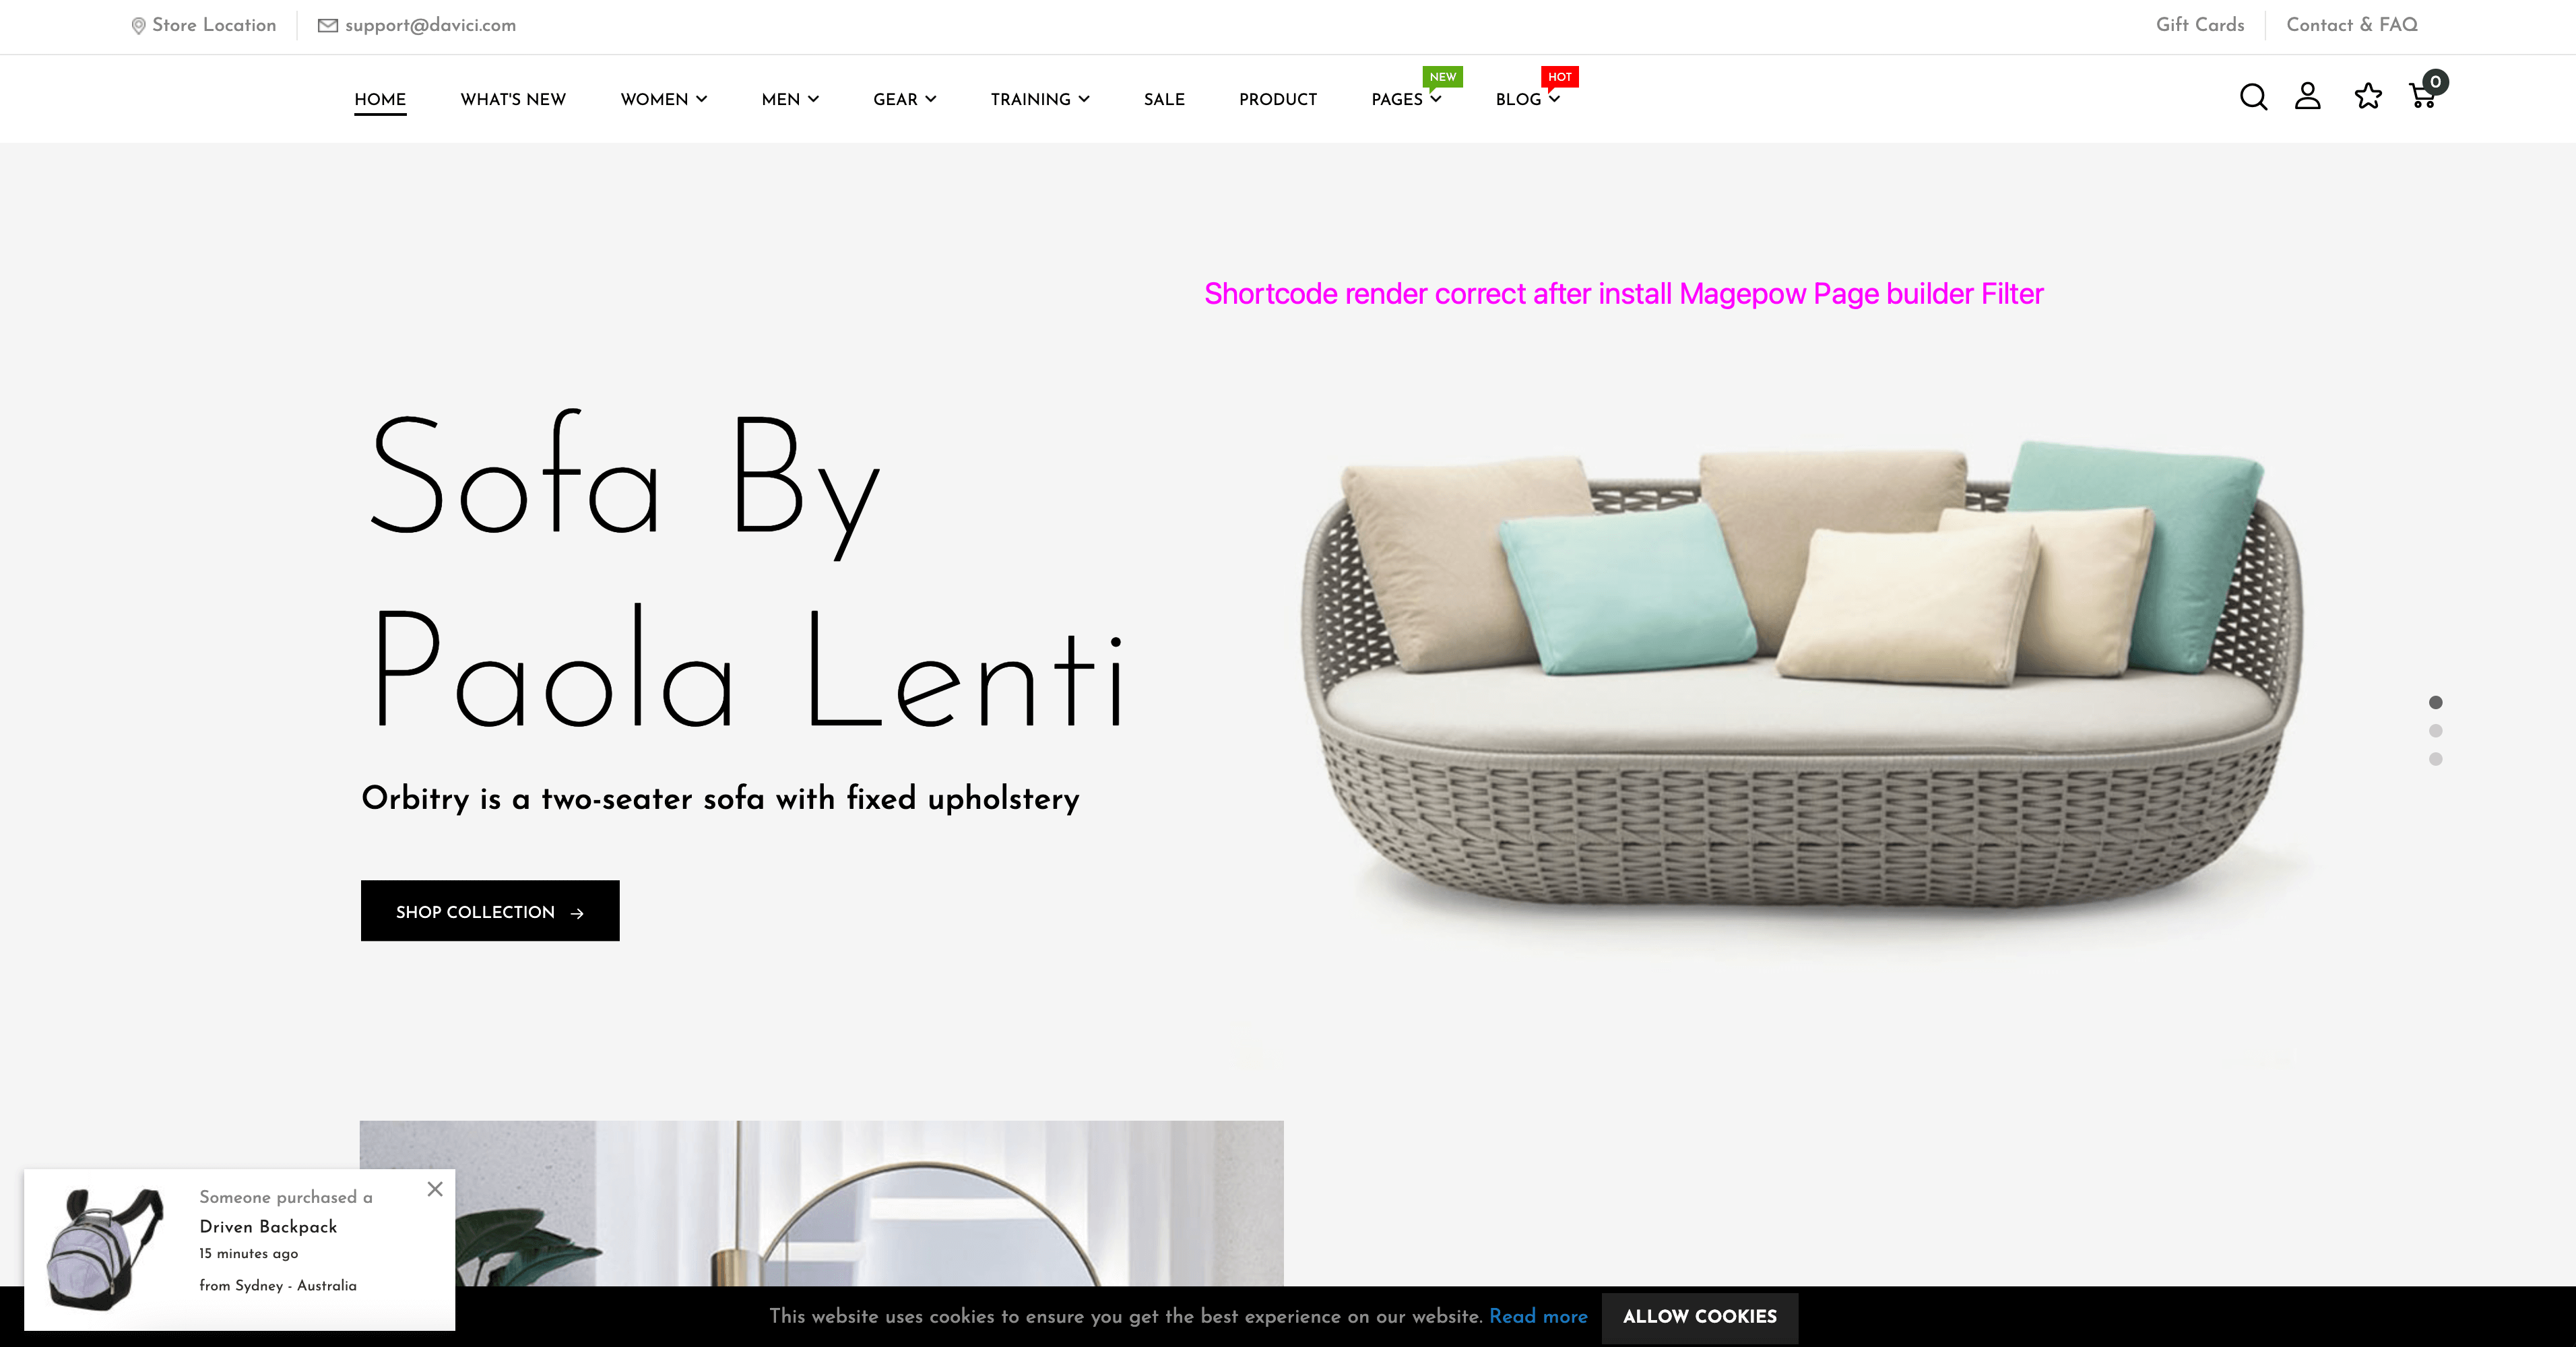 Store Location
support@davici.com
Gift Cards
Contact & FAQ
HOME
WHAT'S NEW
WOMEN
MEN
GEAR
TRAINING
SALE
PRODUCT
PAGES
NEW
BLOG
HOT
0
Shortcode render correct after install Magepow Page builder Filter
Sofa By
Paola Lenti
Orbitry is a two-seater sofa with fixed upholstery
SHOP COLLECTION →
Someone purchased a
Driven Backpack
15 minutes ago
from Sydney - Australia
This website uses cookies to ensure you get the best experience on our website. Read more
ALLOW COOKIES